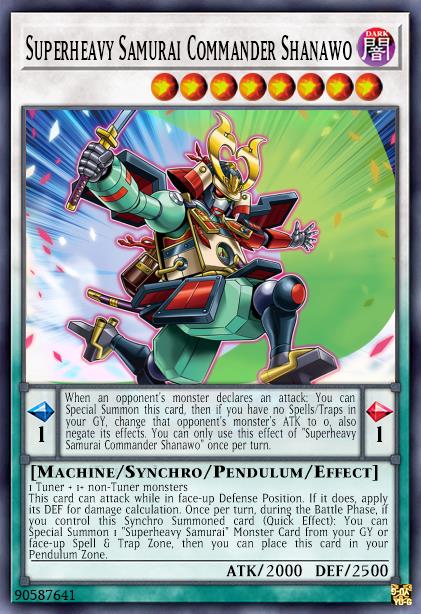 SUPERHEAVY SAMURAI COMMANDER SHANAWO
DARK
闇
When an opponent's monster declares an attack: You can
Special Summon this card, then if you have no Spells/Traps in
your GY, change that opponent's monster's ATK to 0, also
negate its effects. You can only use this effect of "Superheavy
Samurai Commander Shanawo" once per turn.
1
1
[MACHINE/SYNCHRO/PENDULUM/EFFECT]
1 Tuner + 1+ non-Tuner monsters
This card can attack while in face-up Defense Position. If it does, apply
its DEF for damage calculation. Once per turn, during the Battle Phase, if
you control this Synchro Summoned card (Quick Effect): You can
Special Summon 1 "Superheavy Samurai" Monster Card from your GY or
face-up Spell & Trap Zone, then you can place this card in your
Pendulum Zone.
ATK/2000 DEF/2500
90587641